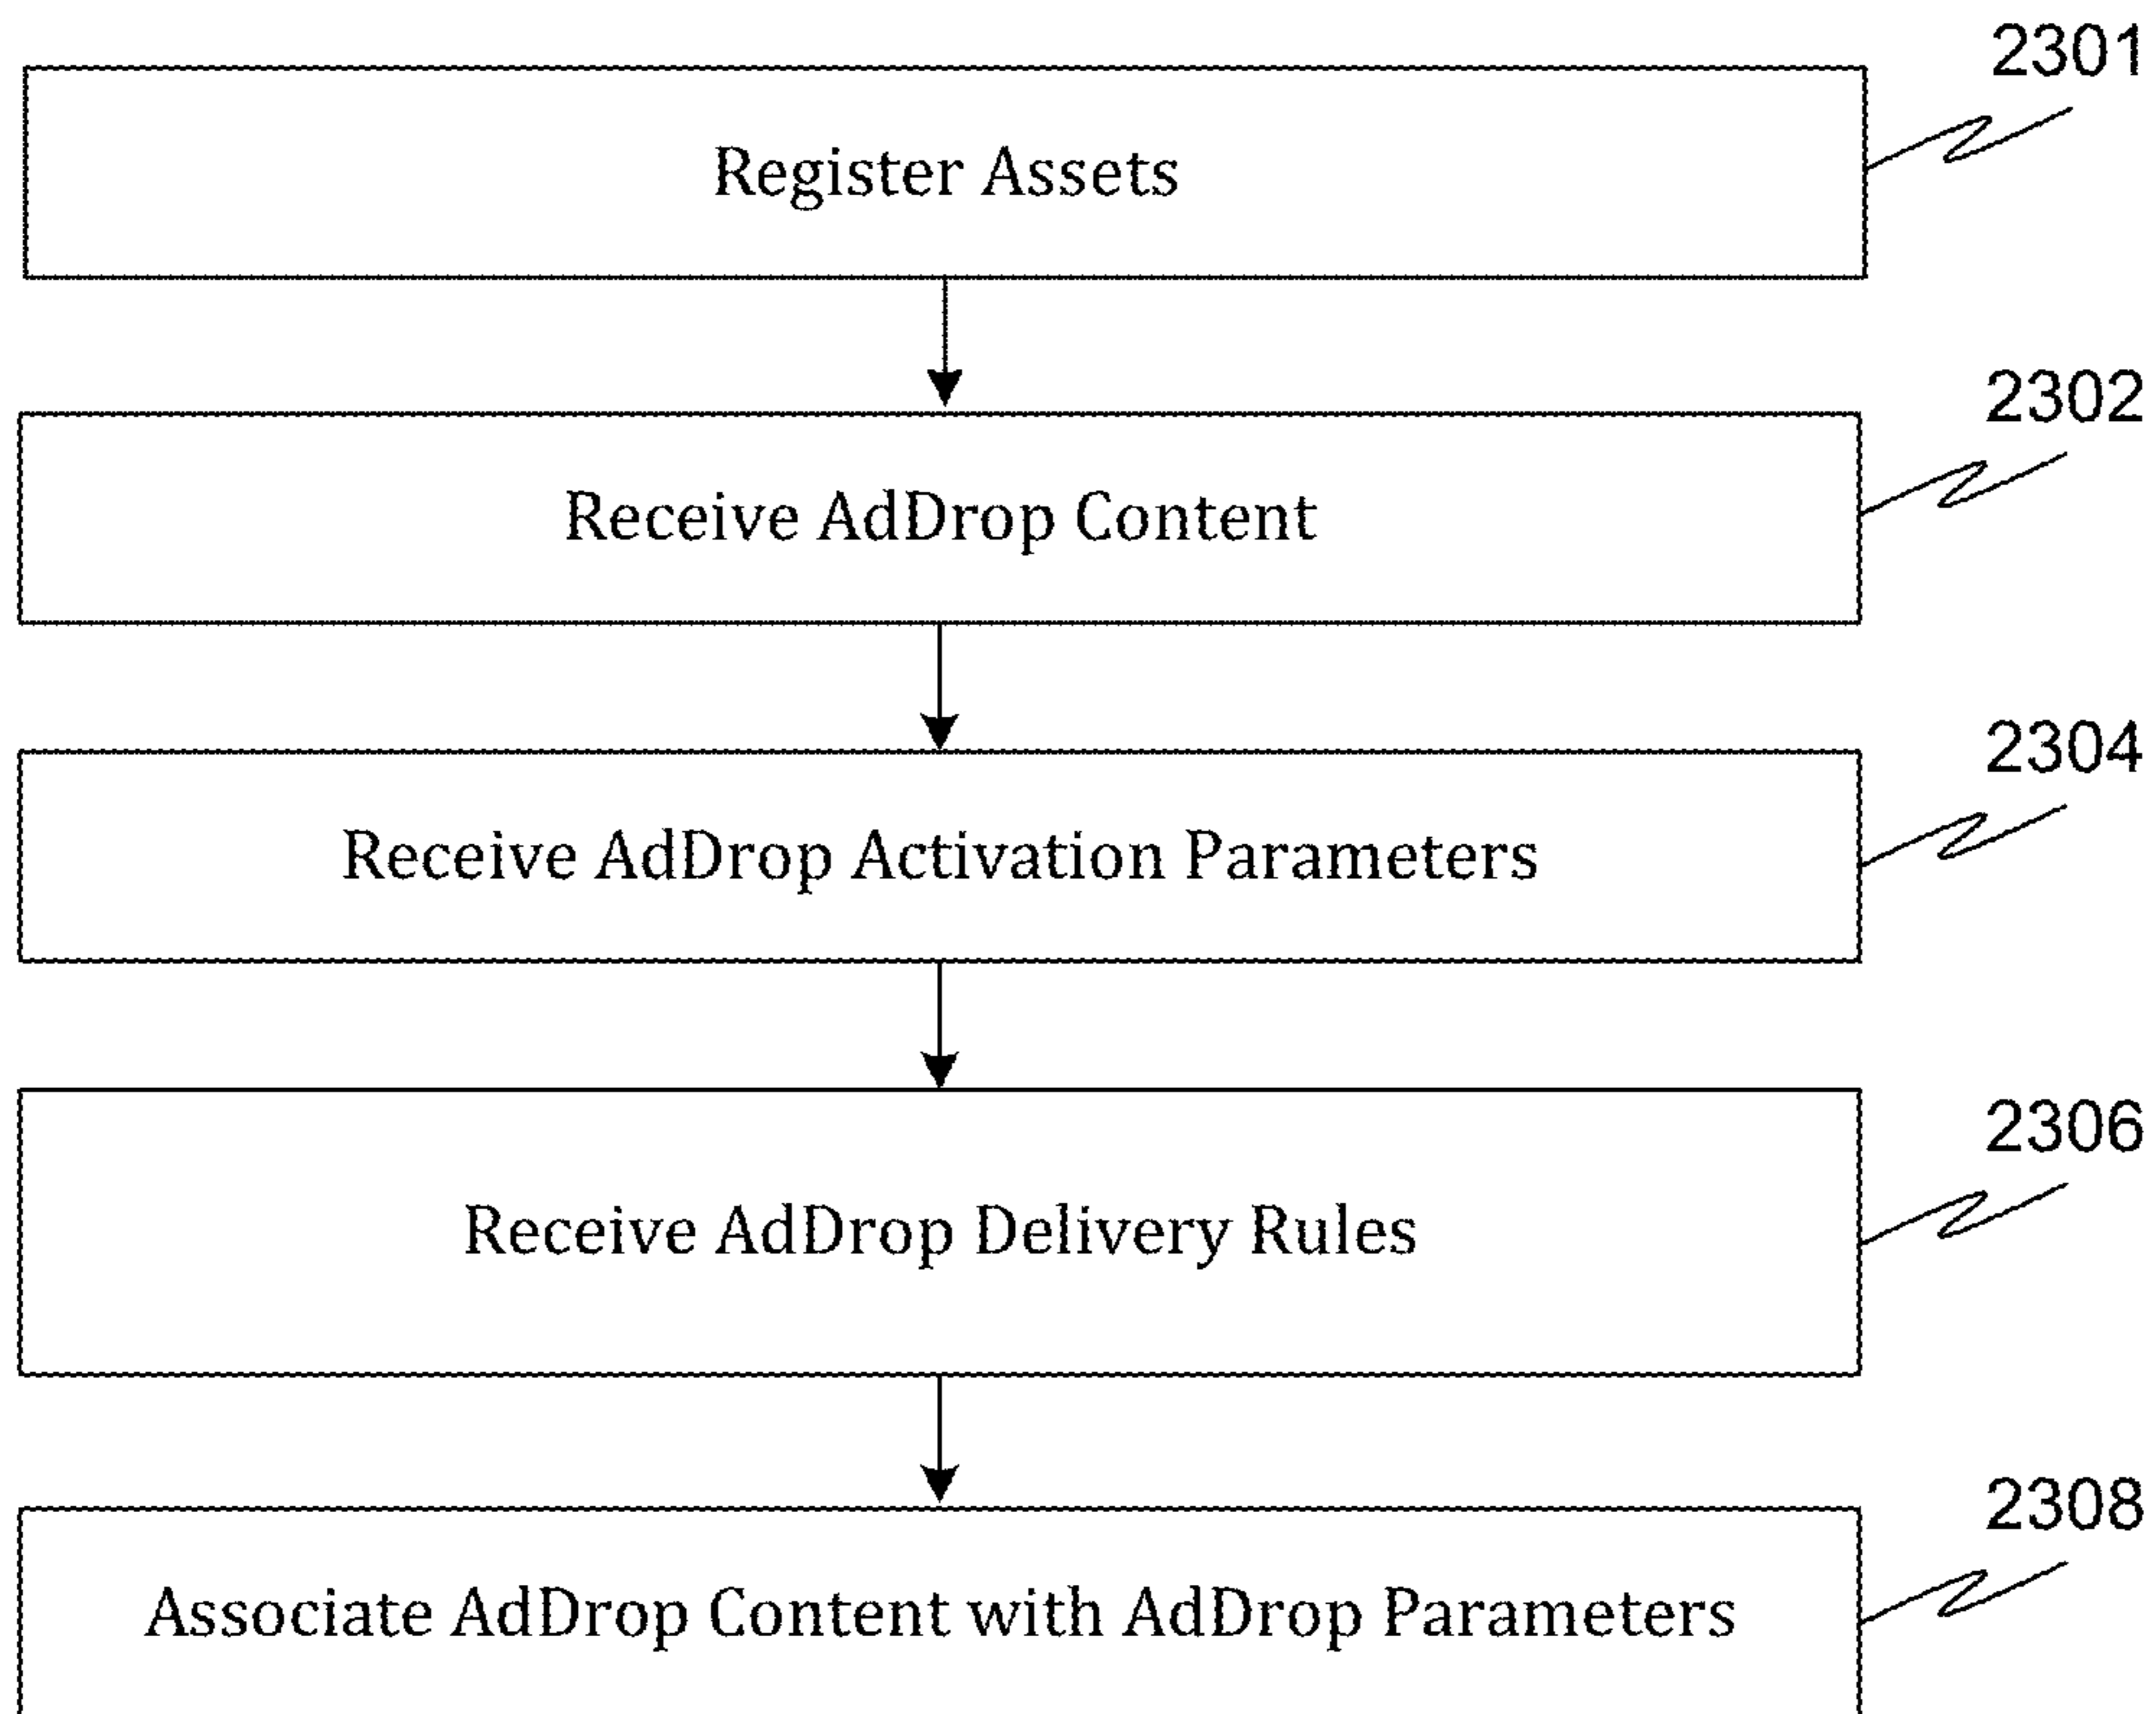 2301
Register Assets
2302
Receive AdDrop Content
2304
Receive AdDrop Activation Parameters
2306
Receive AdDrop Delivery Rules
2308
Associate AdDrop Content with AdDrop Parameters